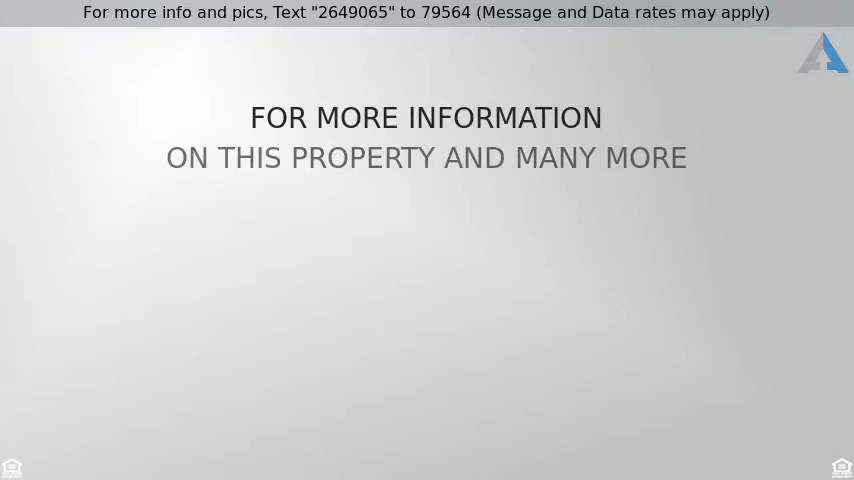 For more info and pics, Text "2649065" to 79564 (Message and Data rates may apply)
FOR MORE INFORMATION
ON THIS PROPERTY AND MANY MORE